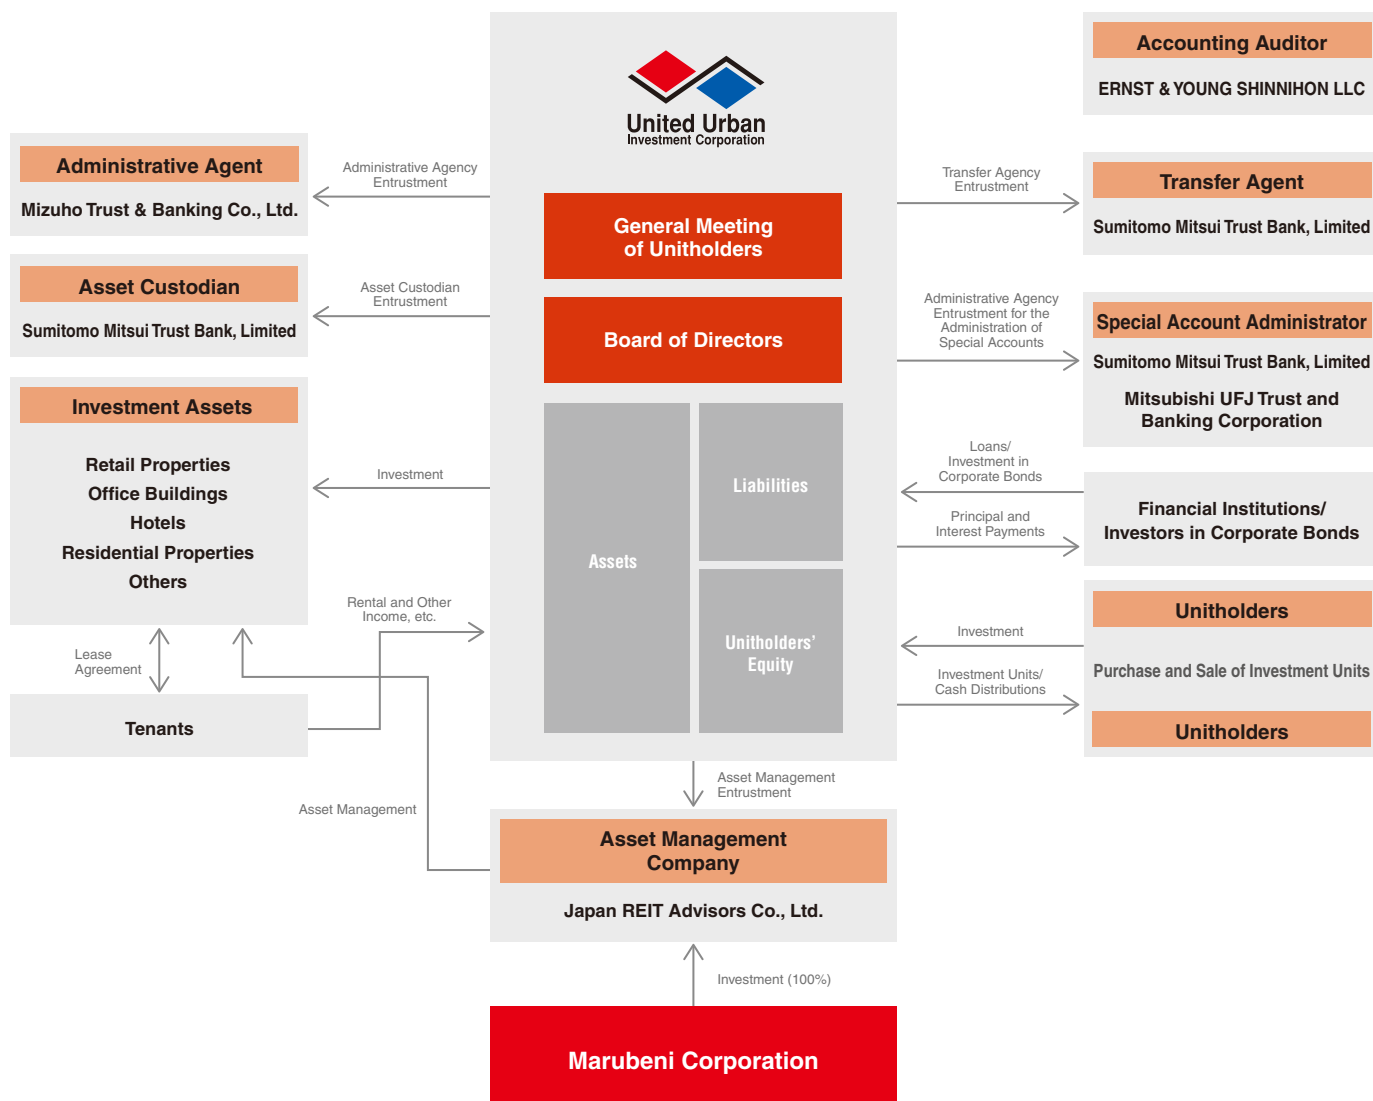 United Urban
Investment Corporation
General Meeting
of Unitholders
Board of Directors
Assets
Liabilities
Unitholders’
Equity
Administrative Agent
Mizuho Trust & Banking Co., Ltd.
Administrative Agency
Entrustment
Asset Custodian
Sumitomo Mitsui Trust Bank, Limited
Asset Custodian
Entrustment
Investment Assets
Retail Properties
Office Buildings
Hotels
Residential Properties
Others
Investment
Rental and Other
Income, etc.
Lease
Agreement
Tenants
Asset Management
Accounting Auditor
ERNST & YOUNG SHINNIHON LLC
Transfer Agency
Entrustment
Transfer Agent
Sumitomo Mitsui Trust Bank, Limited
Administrative Agency
Entrustment for the
Administration of
Special Accounts
Special Account Administrator
Sumitomo Mitsui Trust Bank, Limited
Mitsubishi UFJ Trust and
Banking Corporation
Loans/
Investment in
Corporate Bonds
Principal and
Interest Payments
Financial Institutions/
Investors in Corporate Bonds
Investment
Investment Units/
Cash Distributions
Unitholders
Purchase and Sale of Investment Units
Unitholders
Asset Management
Entrustment
Asset Management
Company
Japan REIT Advisors Co., Ltd.
Investment (100%)
Marubeni Corporation